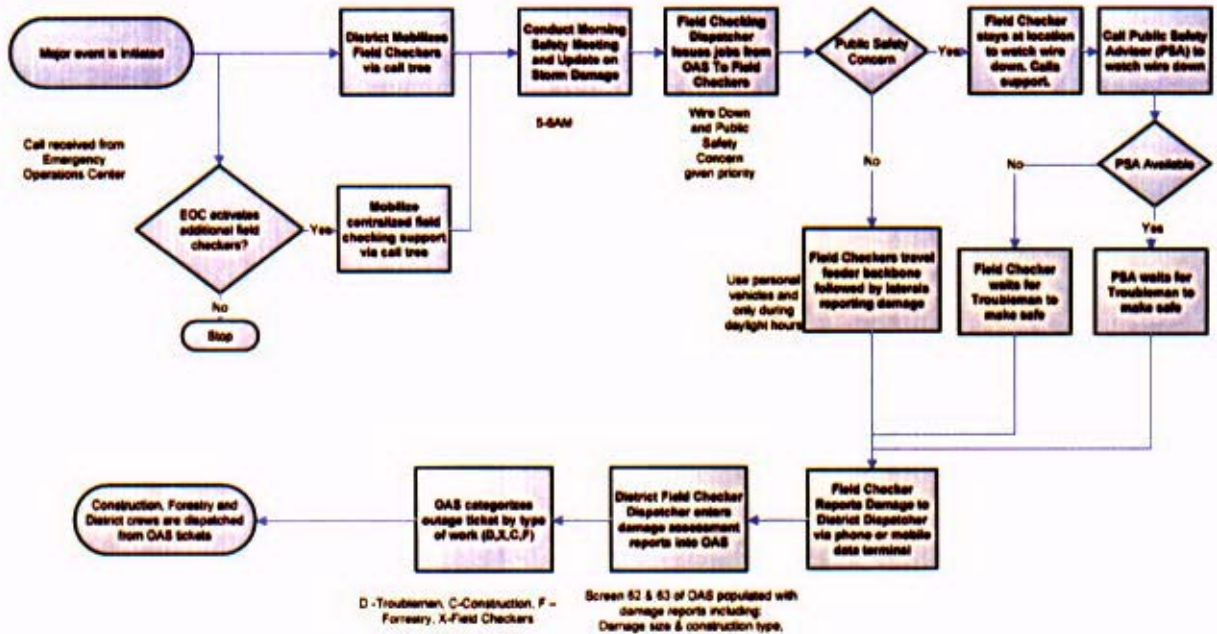 Major event is initiated
Call received from
Emergency
Operations Center
EOC activates
additional field
checkers?
No
Stop
Yes
District Mobilizes
Field Checkers
via call tree
Mobilize
centralized field
checking support
via call tree
Conduct Morning
Safety Meeting
and Update on
Storm Damage
5-6AM
Field Checking
Dispatcher
Issues jobs from
OAS To Field
Checkers
Wire Down
and Public
Safety
Concern
given priority
Public Safety
Concern
Yes
No
Field Checker
stays at location
to watch wire
down. Calls
support.
Call Public Safety
Advisor (PSA) to
watch wire down
PSA Available
No
Yes
Use personal
vehicles and
only during
daylight hours
Field Checkers travel
feeder backbone
followed by laterals
reporting damage
Field Checker
waits for
Troubleman to
make safe
PSA waits for
Troubleman to
make safe
Field Checker
Reports Damage to
District Dispatcher
via phone or mobile
data terminal
District Field Checker
Dispatcher enters
damage assessment
reports into OAS
Screen 62 & 63 of OAS populated with
damage reports including:
Damage size & construction type,
OAS categorizes
outage ticket by type
of work (D,X,C,F)
D -Troublemen, C-Construction, F –
Forrestry, X-Field Checkers
Construction, Forestry and
District crews are dispatched
from OAS tickets